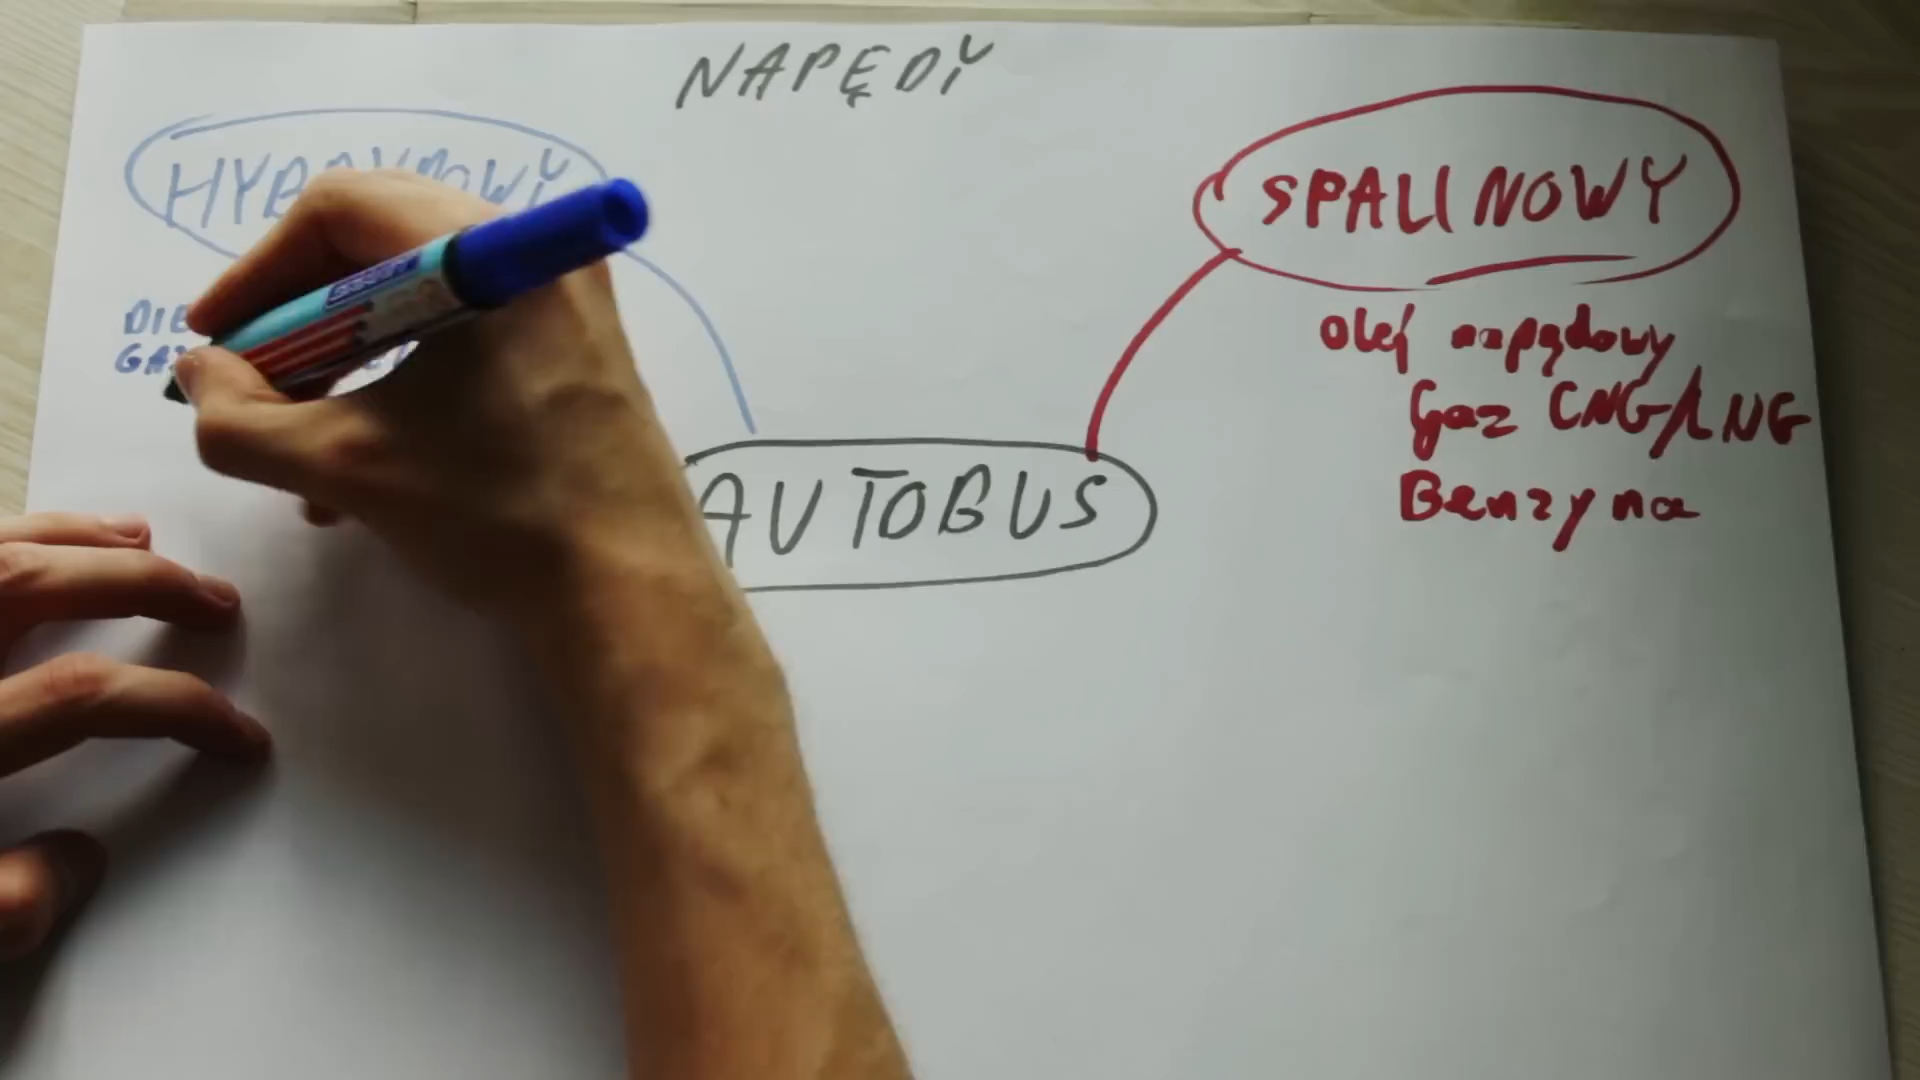 NAPĘDY
SPALINOWY
Olej napędowy
Gaz CNG/LNG
Benzyna
AUTOBUS